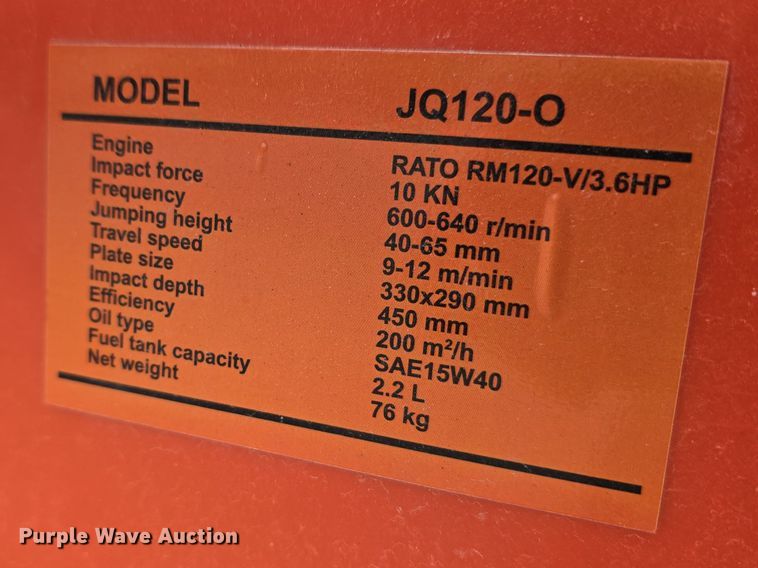 MODEL JQ120-O
Engine RATO RM120-V/3.6HP
Impact force 10 KN
Frequency 600-640 r/min
Jumping height 40-65 mm
Travel speed 9-12 m/min
Plate size 330x290 mm
Impact depth 450 mm
Efficiency 200 m²/h
Oil type SAE15W40
Fuel tank capacity 2.2 L
Net weight 76 kg
Purple Wave Auction